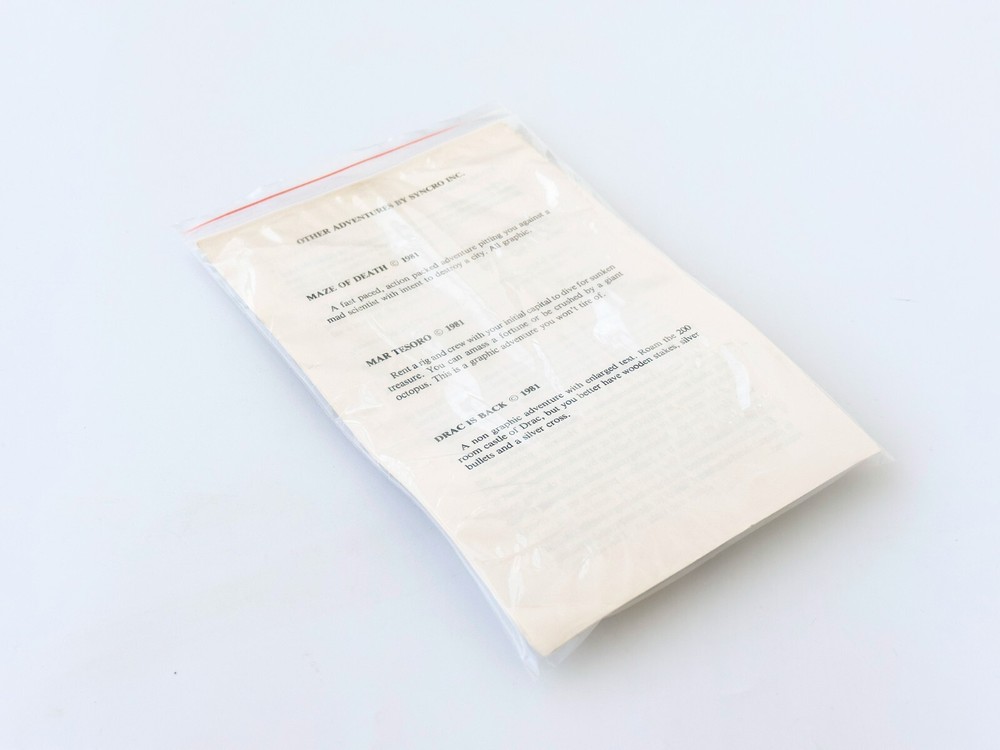 OTHER ADVENTURES BY SYNCRO INC.
MAZE OF DEATH © 1981
A fast paced, action packed adventure pitting you against a
mad scientist with intent to destroy a city. All graphic.
MAR TESORO © 1981
Rent a rig and crew with your initial capital to dive for sunken
treasure. You can amass a fortune or be crushed by a giant
octopus. This is a graphic adventure you won't tire of.
DRAC IS BACK © 1981
A non graphic adventure with enlarged text. Roam the 200
room castle of Drac, but you better have wooden stakes, silver
bullets and a silver cross.